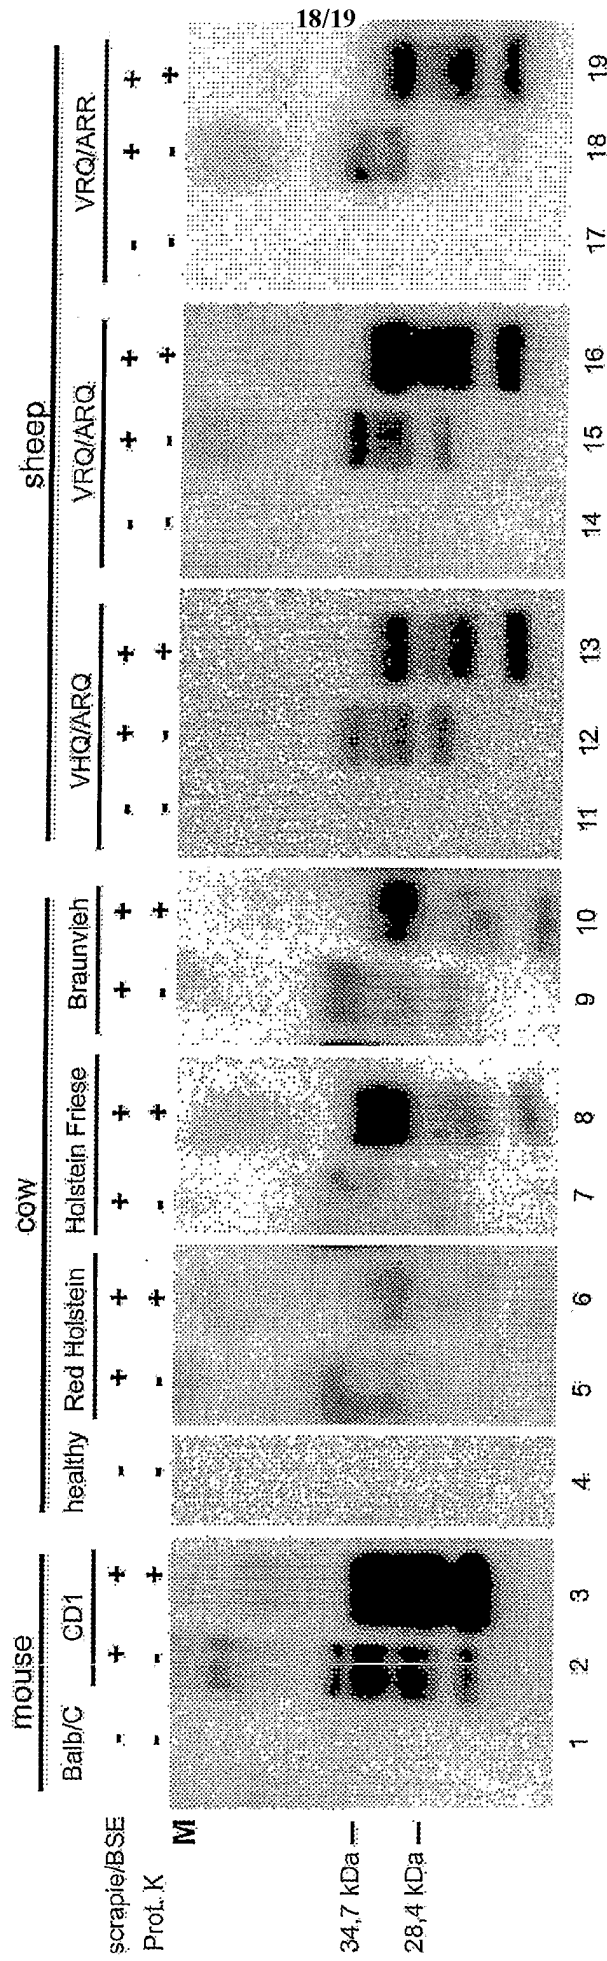 18/19
mouse cow sheep
Balb/C CD1 healthy Red Holstein Holstein Friese Braunvieh VHQ/ARQ VRQ/ARQ VRQ/ARR
scrapie/BSE - + + - + + + + + + - + + - + + - + +
Prot. K - - + - - + - + - + - - + - - + - - +
M
34,7 kDa
28,4 kDa
1 2 3 4 5 6 7 8 9 10 11 12 13 14 15 16 17 18 19